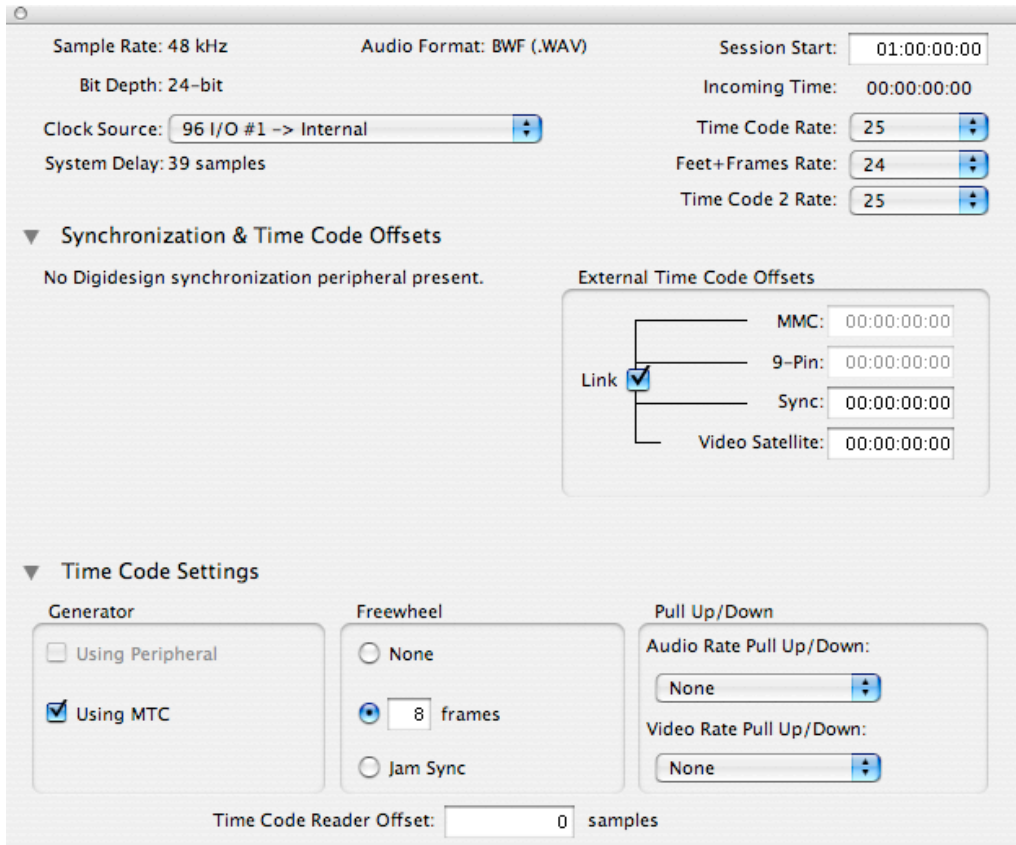 Sample Rate: 48 kHz
Audio Format: BWF (.WAV)
Session Start: 01:00:00:00
Bit Depth: 24-bit
Incoming Time: 00:00:00:00
Clock Source: 96 I/O #1 -> Internal
Time Code Rate: 25
System Delay: 39 samples
Feet+Frames Rate: 24
Time Code 2 Rate: 25
Synchronization & Time Code Offsets
No Digidesign synchronization peripheral present.
External Time Code Offsets
MMC: 00:00:00:00
9-Pin: 00:00:00:00
Link
Sync: 00:00:00:00
Video Satellite: 00:00:00:00
Time Code Settings
Generator
Using Peripheral
Using MTC
Freewheel
None
8 frames
Jam Sync
Pull Up/Down
Audio Rate Pull Up/Down:
None
Video Rate Pull Up/Down:
None
Time Code Reader Offset: 0 samples